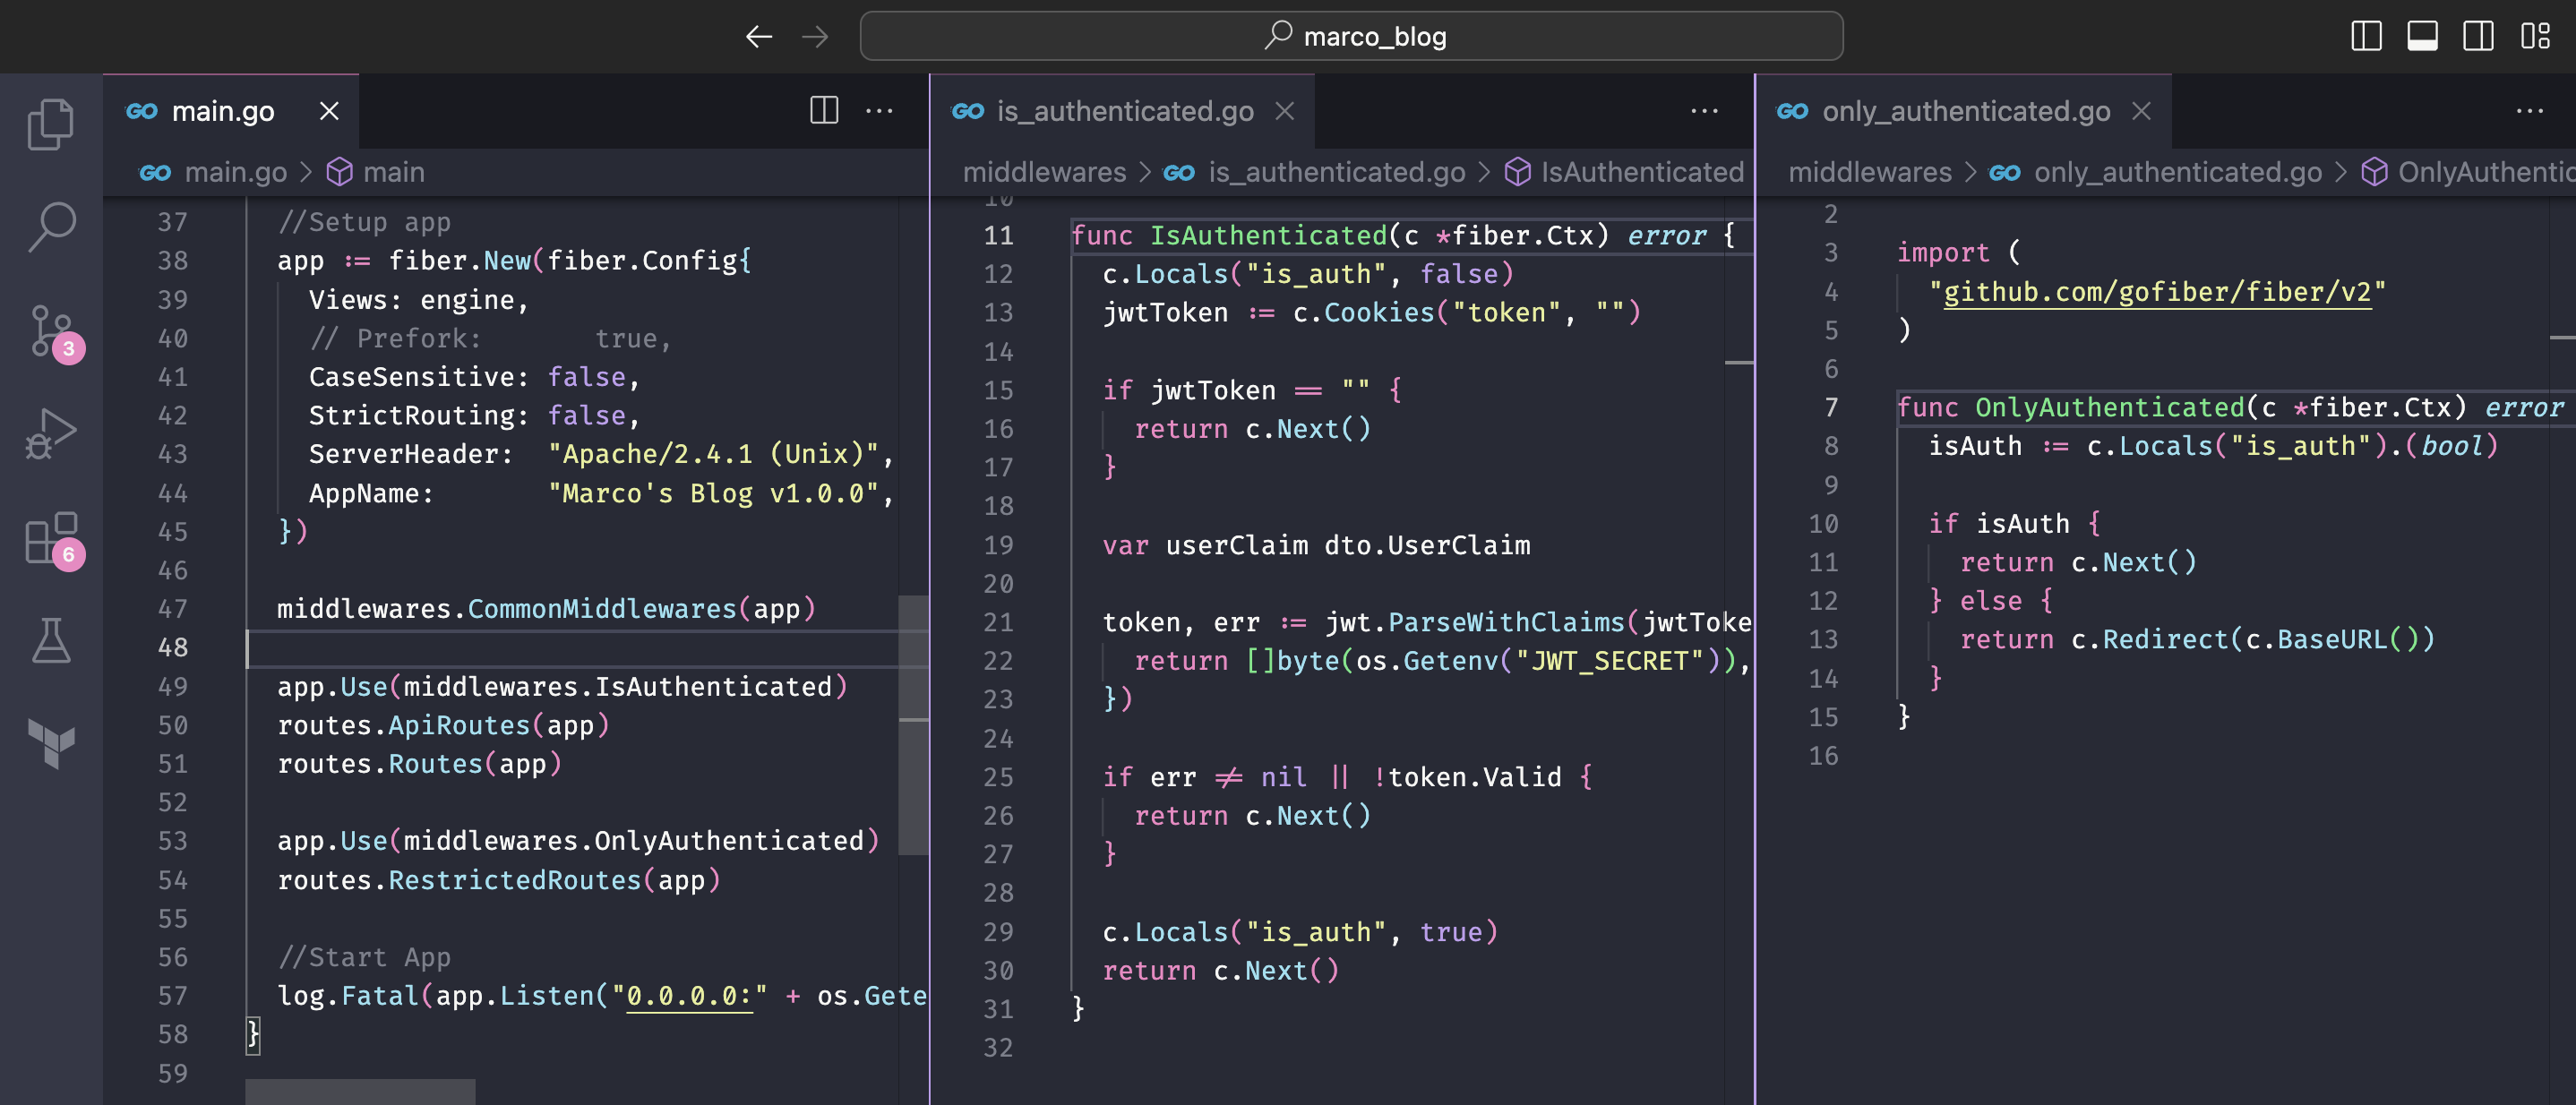 marco_blog
main.go
main.go > main
37 //Setup app
38 app := fiber.New(fiber.Config{
39 Views: engine,
40 // Prefork: true,
41 CaseSensitive: false,
42 StrictRouting: false,
43 ServerHeader: "Apache/2.4.1 (Unix)",
44 AppName: "Marco's Blog v1.0.0",
45 })
46
47 middlewares.CommonMiddlewares(app)
48
49 app.Use(middlewares.IsAuthenticated)
50 routes.ApiRoutes(app)
51 routes.Routes(app)
52
53 app.Use(middlewares.OnlyAuthenticated)
54 routes.RestrictedRoutes(app)
55
56 //Start App
57 log.Fatal(app.Listen("0.0.0.0:" + os.Gete
58 }
59
3
6
is_authenticated.go
middlewares > is_authenticated.go > IsAuthenticated
10
11 func IsAuthenticated(c *fiber.Ctx) error {
12 c.Locals("is_auth", false)
13 jwtToken := c.Cookies("token", "")
14
15 if jwtToken == "" {
16 return c.Next()
17 }
18
19 var userClaim dto.UserClaim
20
21 token, err := jwt.ParseWithClaims(jwtToke
22 return []byte(os.Getenv("JWT_SECRET")),
23 })
24
25 if err != nil || !token.Valid {
26 return c.Next()
27 }
28
29 c.Locals("is_auth", true)
30 return c.Next()
31 }
32
only_authenticated.go
middlewares > only_authenticated.go > OnlyAuthentic
2
3 import (
4 "github.com/gofiber/fiber/v2"
5 )
6
7 func OnlyAuthenticated(c *fiber.Ctx) error
8 isAuth := c.Locals("is_auth").(bool)
9
10 if isAuth {
11 return c.Next()
12 } else {
13 return c.Redirect(c.BaseURL())
14 }
15 }
16